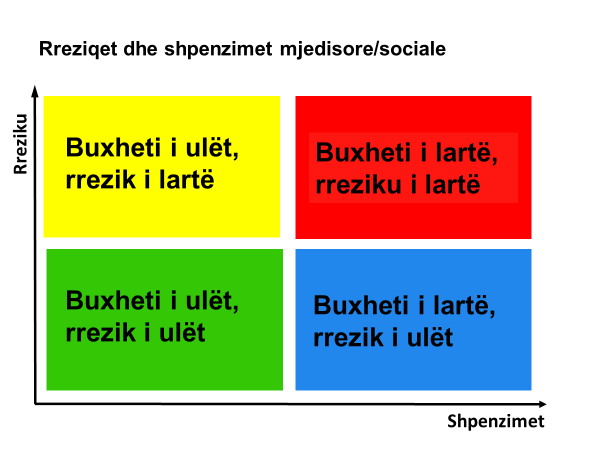 Rreziqet dhe shpenzimet mjedisore/sociale
Rreziku
Buxheti i ulët,
rrezik i lartë
Buxheti i lartë,
rreziku i lartë
Buxheti i ulët,
rrezik i ulët
Buxheti i lartë,
rrezik i ulët
Shpenzimet